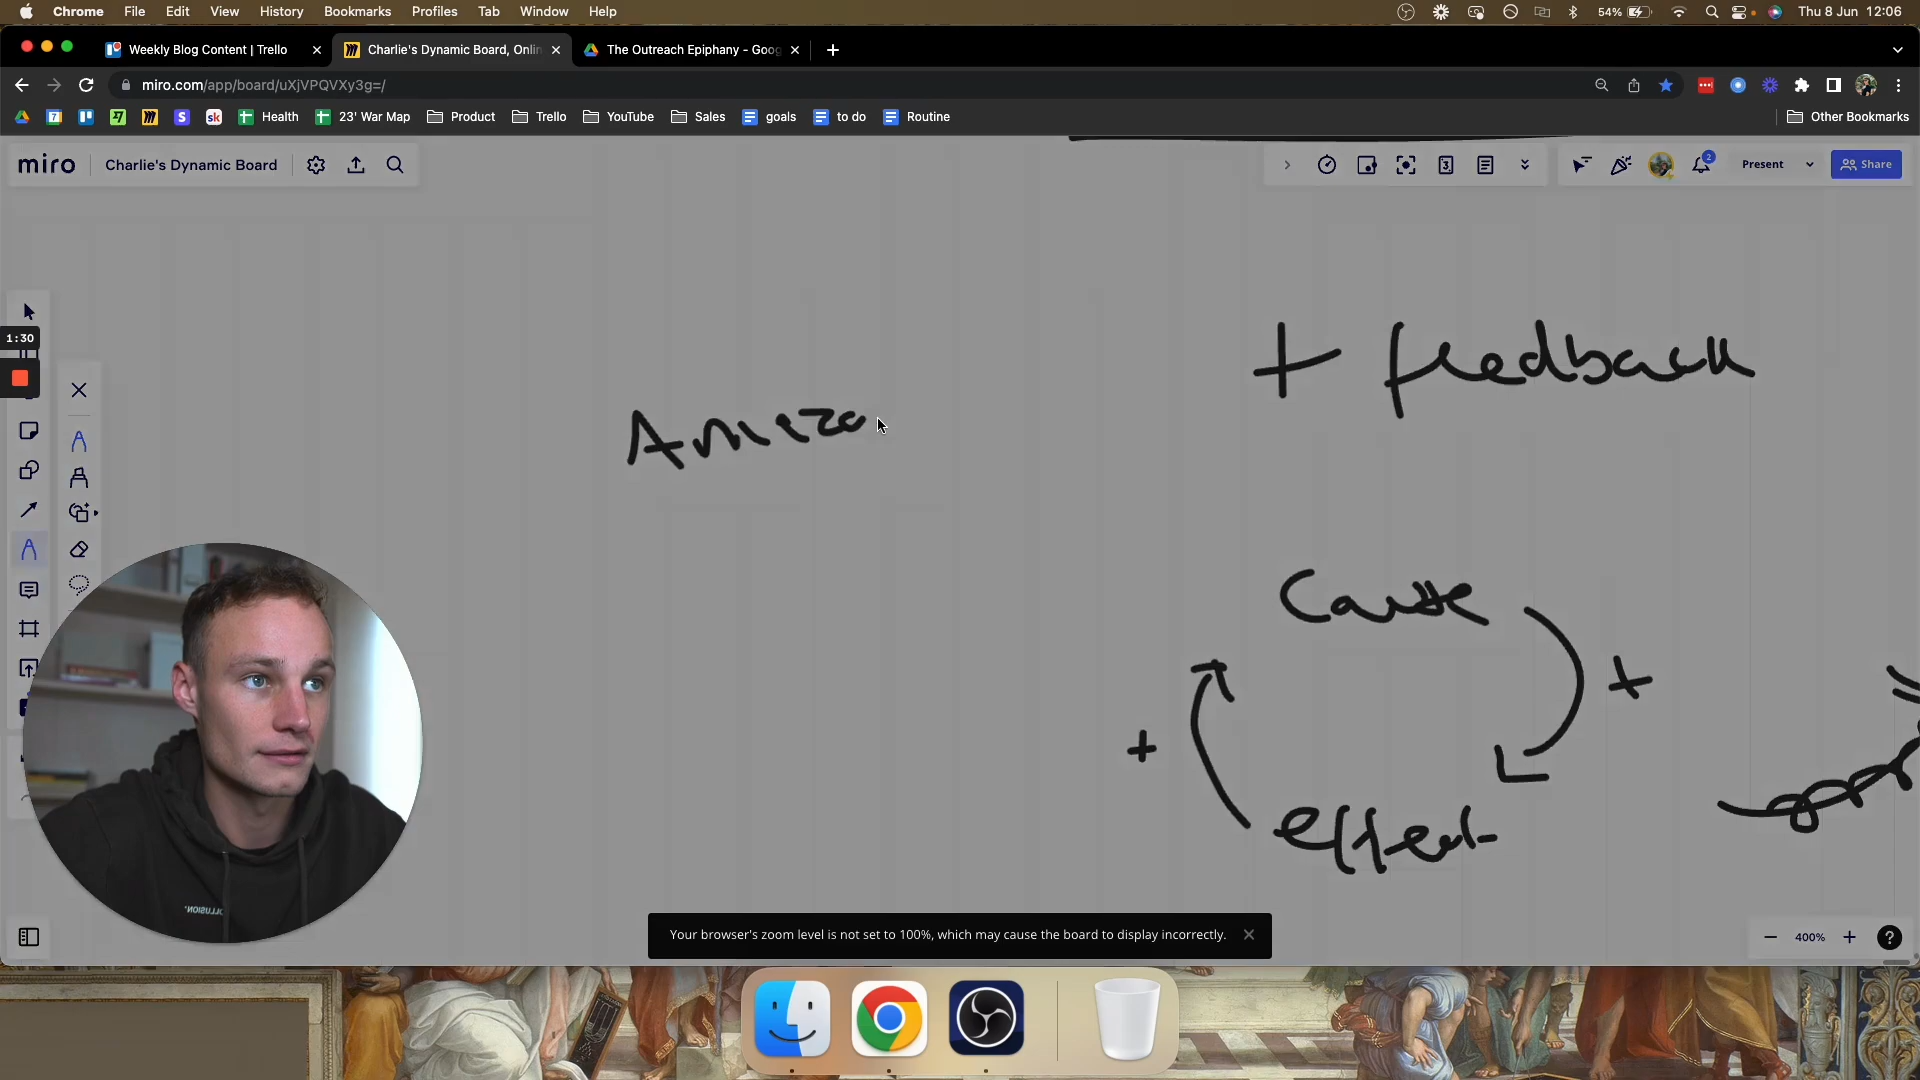 Chrome File Edit View History Bookmarks Profiles Tab Window Help 54% Thu 8 Jun 12:06
Weekly Blog Content | Trello Charlie's Dynamic Board, Onlin The Outreach Epiphany - Goog
miro.com/app/board/uXjVPQVXy3g=/
Health 23' War Map Product Trello YouTube Sales goals to do Routine Other Bookmarks
miro Charlie's Dynamic Board 3 2 Present Share
1:30
+ feedback
Amazo
Cause
+
+
effect
Your browser's zoom level is not set to 100%, which may cause the board to display incorrectly.
400%